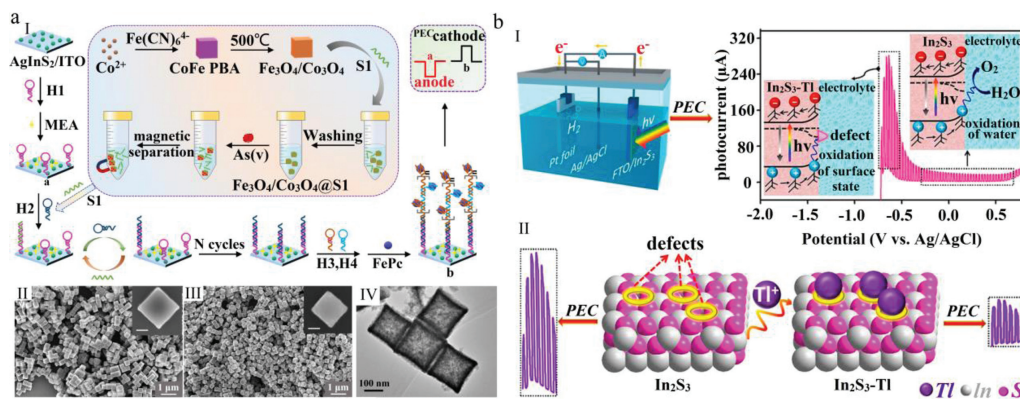 a
I
AgInS₂/ITO
H1
MEA
a
H2
S1
Fe(CN)₆⁴⁻
Co²⁺
CoFe PBA
500℃
Fe₃O₄/Co₃O₄
S1
Washing
As(v)
magnetic
separation
Fe₃O₄/Co₃O₄@S1
PEC
cathode
a
b
anode
N cycles
H3,H4
FePc
b
II
1 μm
III
1 μm
IV
100 nm
b
I
e⁻
e⁻
H₂
hv
Pt foil
Ag/AgCl
FTO/In₂S₃
PEC
photocurrent (μA)
320
240
160
80
0
-2.0
-1.5
-1.0
-0.5
0.0
0.5
Potential (V vs. Ag/AgCl)
In₂S₃-Tl
electrolyte
hv
defect
oxidation
of surface
state
In₂S₃
electrolyte
O₂
hv
H₂O
oxidation
of water
II
PEC
defects
In₂S₃
Tl⁺
In₂S₃-Tl
PEC
Tl
In
S